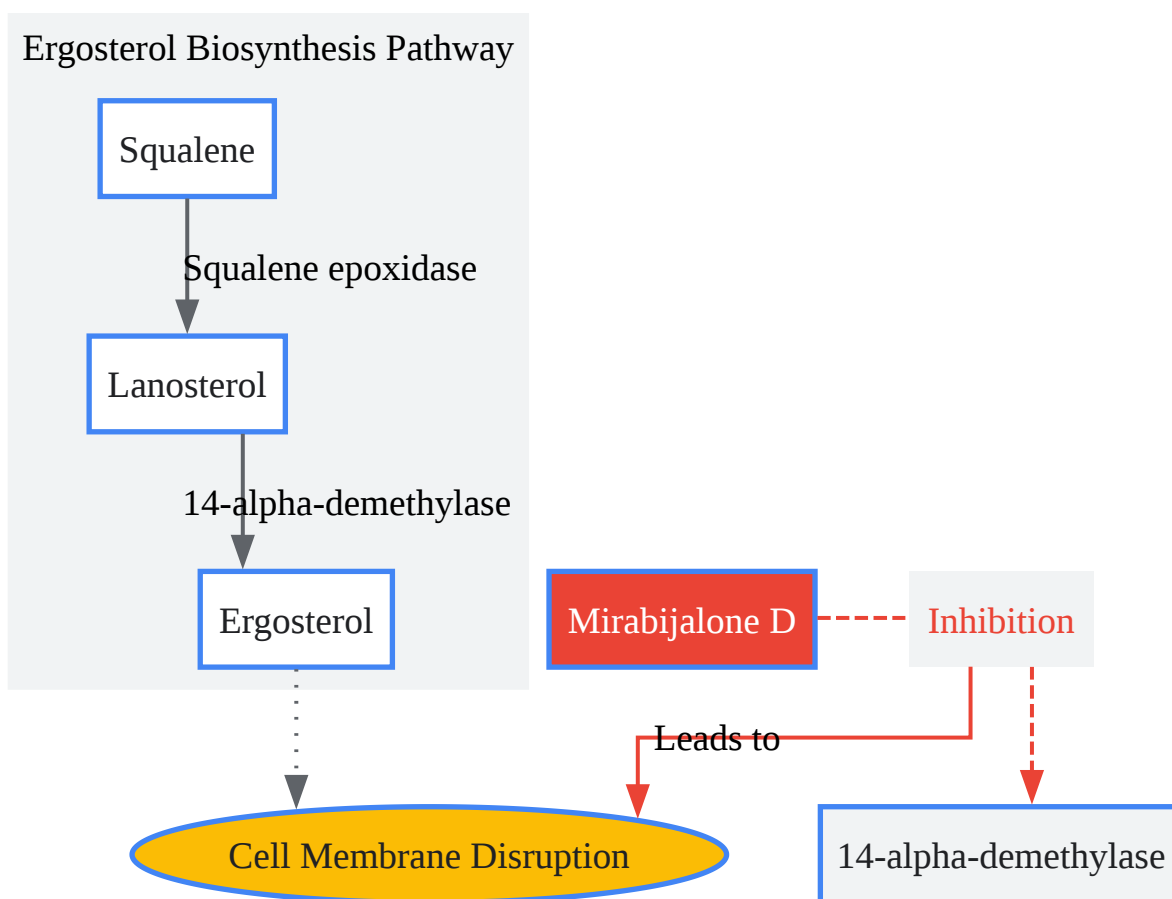 Ergosterol Biosynthesis Pathway
Squalene
Squalene epoxidase
Lanosterol
14-alpha-demethylase
Ergosterol
Mirabijalone D
Inhibition
Leads to
Cell Membrane Disruption
14-alpha-demethylase